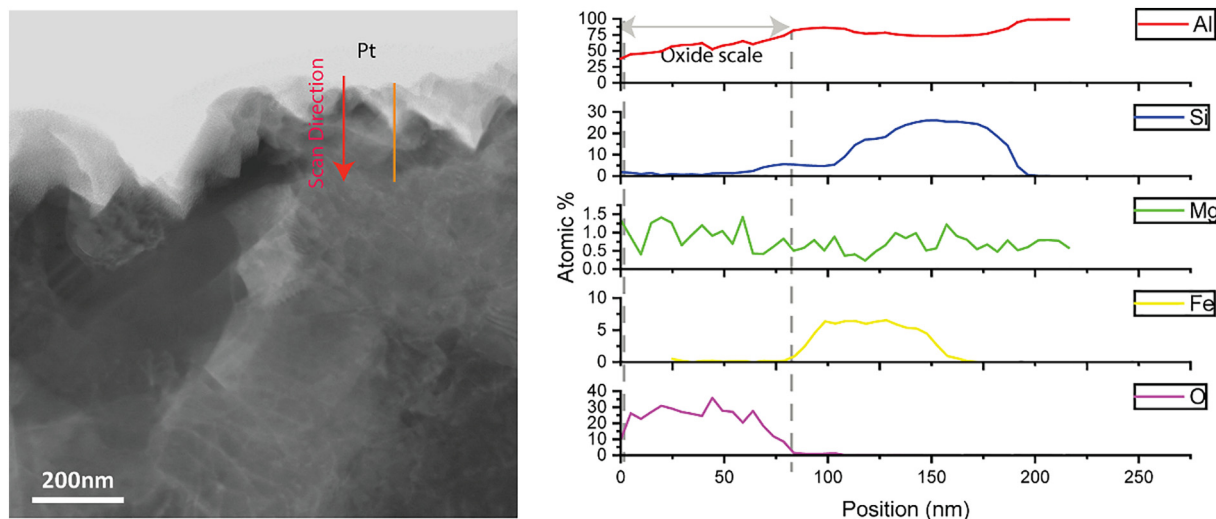 Pt
Scan Direction
200nm
Atomic %
100
75
50
25
0
Oxide scale
Al
30
20
10
0
Si
1.5
1.0
0.5
0.0
Mg
10
5
0
Fe
40
30
20
10
0
O
0 50 100 150 200 250
Position (nm)